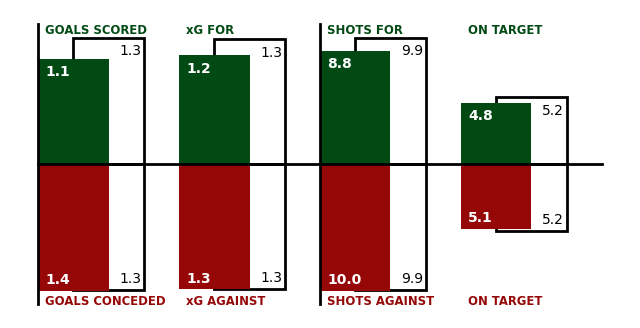 GOALS SCORED xG FOR SHOTS FOR ON TARGET
1.3 1.3 9.9
1.1 1.2 8.8
4.8 5.2
5.1 5.2
1.4 1.3 1.3 1.3 10.0 9.9
GOALS CONCEDED xG AGAINST SHOTS AGAINST ON TARGET